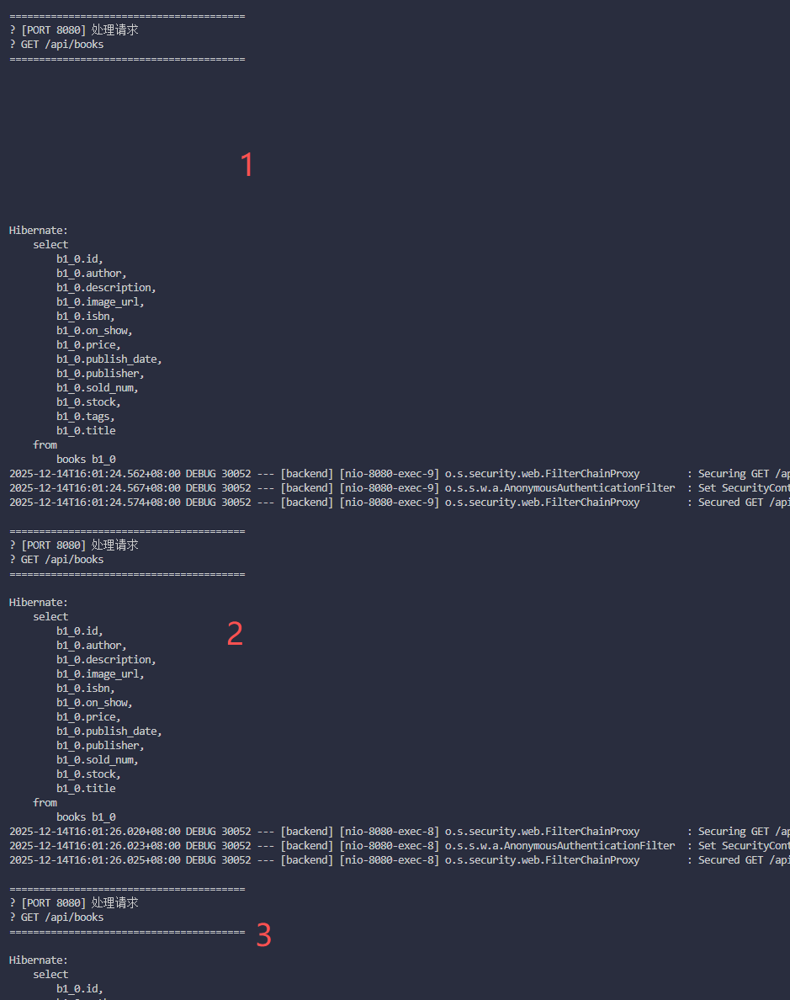 ========================================
? [PORT 8080] 处理请求
? GET /api/books
========================================
1
Hibernate:
    select
        b1_0.id,
        b1_0.author,
        b1_0.description,
        b1_0.image_url,
        b1_0.isbn,
        b1_0.on_show,
        b1_0.price,
        b1_0.publish_date,
        b1_0.publisher,
        b1_0.sold_num,
        b1_0.stock,
        b1_0.tags,
        b1_0.title
    from
        books b1_0
2025-12-14T16:01:24.562+08:00 DEBUG 30052 --- [backend] [nio-8080-exec-9] o.s.security.web.FilterChainProxy        : Securing GET /ap
2025-12-14T16:01:24.567+08:00 DEBUG 30052 --- [backend] [nio-8080-exec-9] o.s.s.w.a.AnonymousAuthenticationFilter  : Set SecurityCont
2025-12-14T16:01:24.574+08:00 DEBUG 30052 --- [backend] [nio-8080-exec-9] o.s.security.web.FilterChainProxy        : Secured GET /api
========================================
? [PORT 8080] 处理请求
? GET /api/books
========================================
Hibernate:
    select
2
        b1_0.id,
        b1_0.author,
        b1_0.description,
        b1_0.image_url,
        b1_0.isbn,
        b1_0.on_show,
        b1_0.price,
        b1_0.publish_date,
        b1_0.publisher,
        b1_0.sold_num,
        b1_0.stock,
        b1_0.title
    from
        books b1_0
2025-12-14T16:01:26.020+08:00 DEBUG 30052 --- [backend] [nio-8080-exec-8] o.s.security.web.FilterChainProxy        : Securing GET /ap
2025-12-14T16:01:26.023+08:00 DEBUG 30052 --- [backend] [nio-8080-exec-8] o.s.s.w.a.AnonymousAuthenticationFilter  : Set SecurityCont
2025-12-14T16:01:26.025+08:00 DEBUG 30052 --- [backend] [nio-8080-exec-8] o.s.security.web.FilterChainProxy        : Secured GET /api
========================================
? [PORT 8080] 处理请求
? GET /api/books
========================================
3
Hibernate:
    select
        b1_0.id,